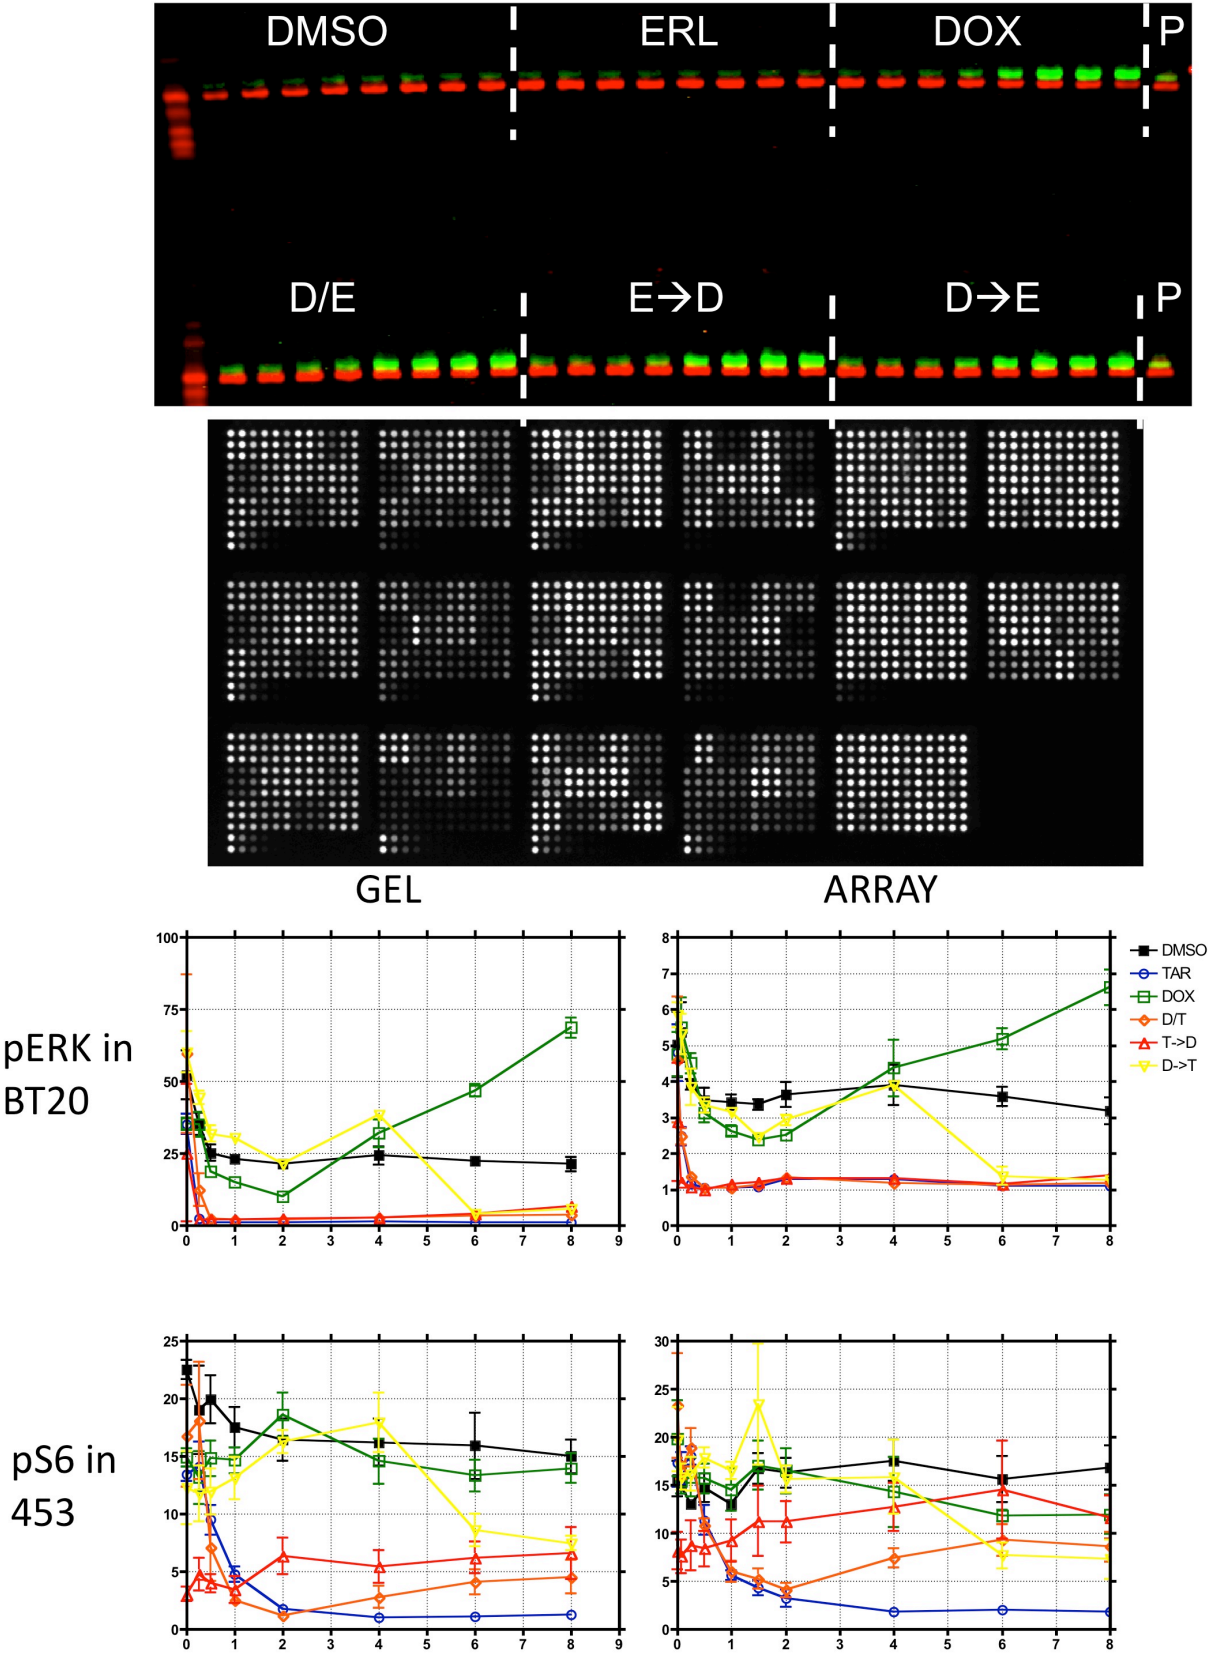 DMSO ERL DOX P
D/E E→D D→E P
GEL ARRAY
pERK in
BT20
100
75
50
25
0
0 1 2 3 4 5 6 7 8 9
8
7
6
5
4
3
2
1
0
0 1 2 3 4 5 6 7 8
DMSO
TAR
DOX
D/T
T->D
D->T
pS6 in
453
25
20
15
10
5
0
0 1 2 3 4 5 6 7 8 9
30
25
20
15
10
5
0
0 1 2 3 4 5 6 7 8